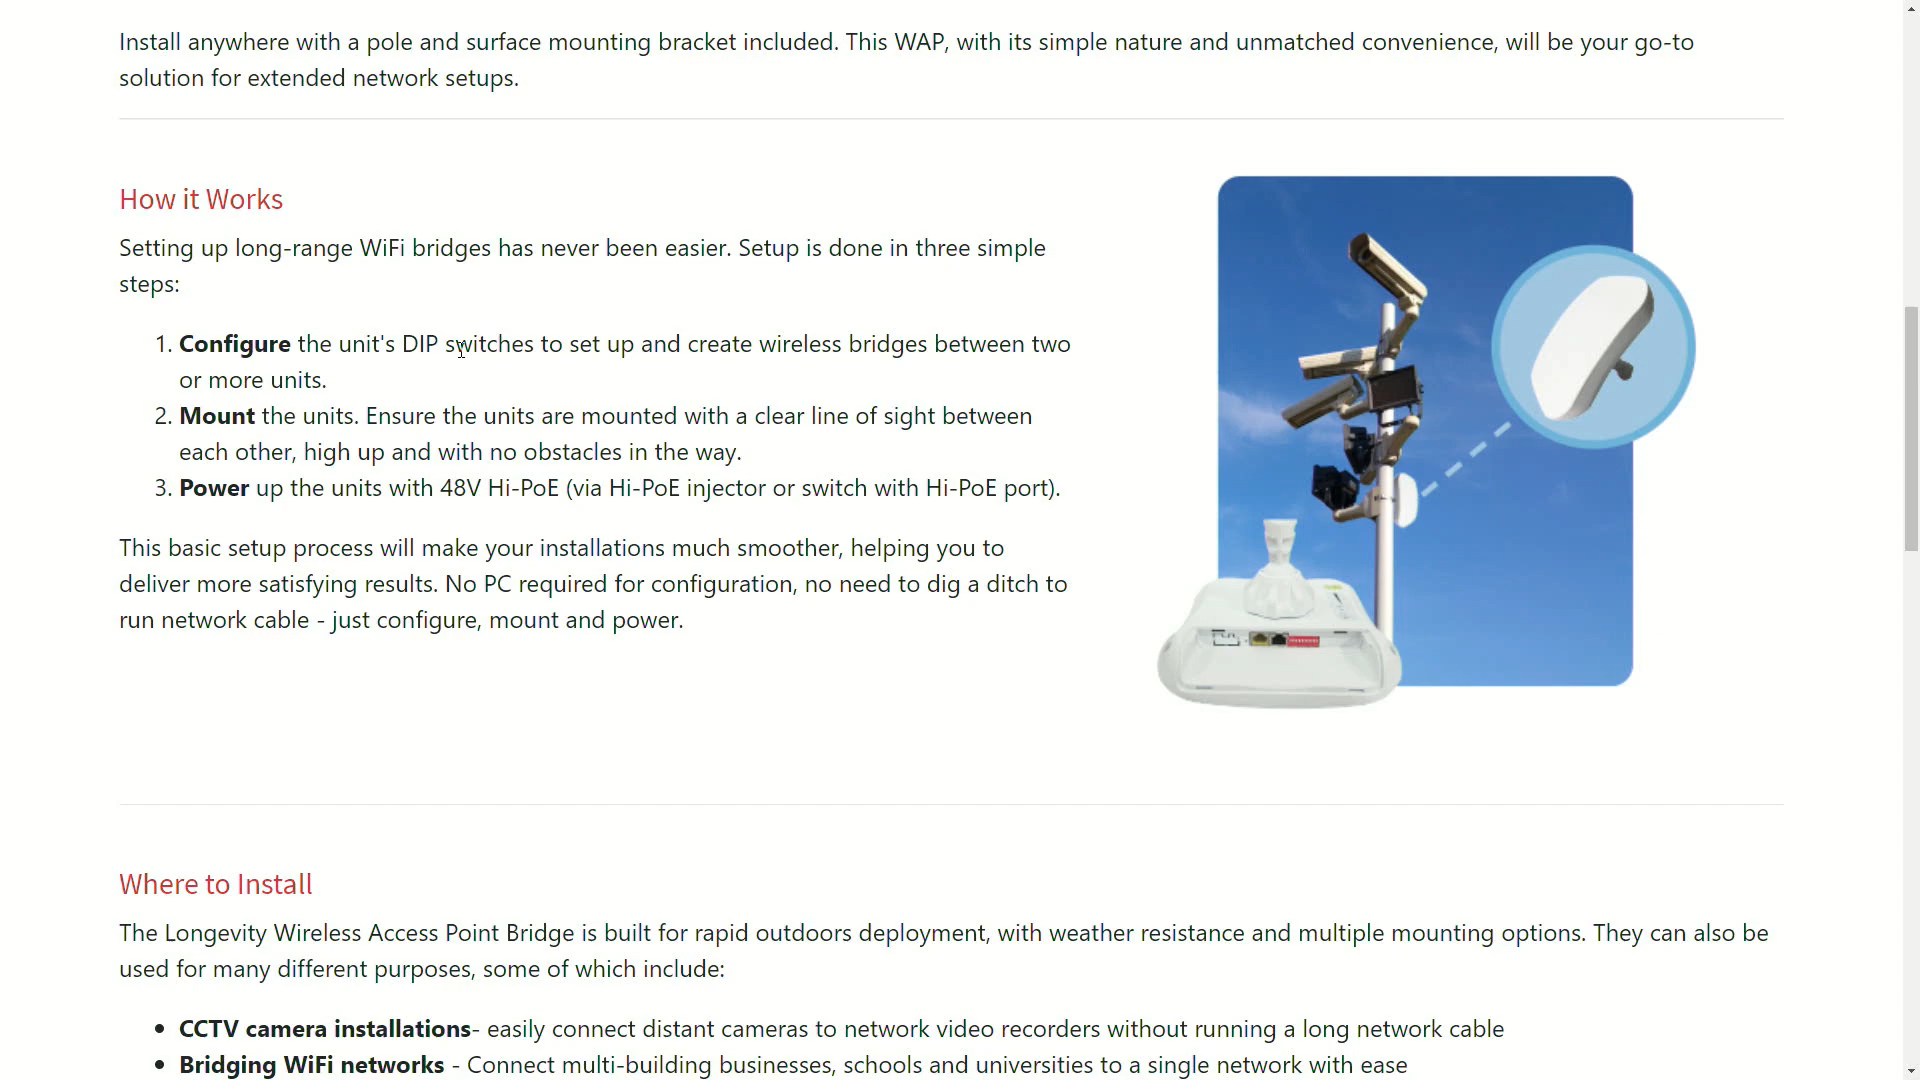 Install anywhere with a pole and surface mounting bracket included. This WAP, with its simple nature and unmatched convenience, will be your go-to
solution for extended network setups.
How it Works
Setting up long-range WiFi bridges has never been easier. Setup is done in three simple
steps:
1. Configure the unit's DIP switches to set up and create wireless bridges between two
or more units.
2. Mount the units. Ensure the units are mounted with a clear line of sight between
each other, high up and with no obstacles in the way.
3. Power up the units with 48V Hi-PoE (via Hi-PoE injector or switch with Hi-PoE port).
This basic setup process will make your installations much smoother, helping you to
deliver more satisfying results. No PC required for configuration, no need to dig a ditch to
run network cable - just configure, mount and power.
Where to Install
The Longevity Wireless Access Point Bridge is built for rapid outdoors deployment, with weather resistance and multiple mounting options. They can also be
used for many different purposes, some of which include:
• CCTV camera installations- easily connect distant cameras to network video recorders without running a long network cable
• Bridging WiFi networks - Connect multi-building businesses, schools and universities to a single network with ease